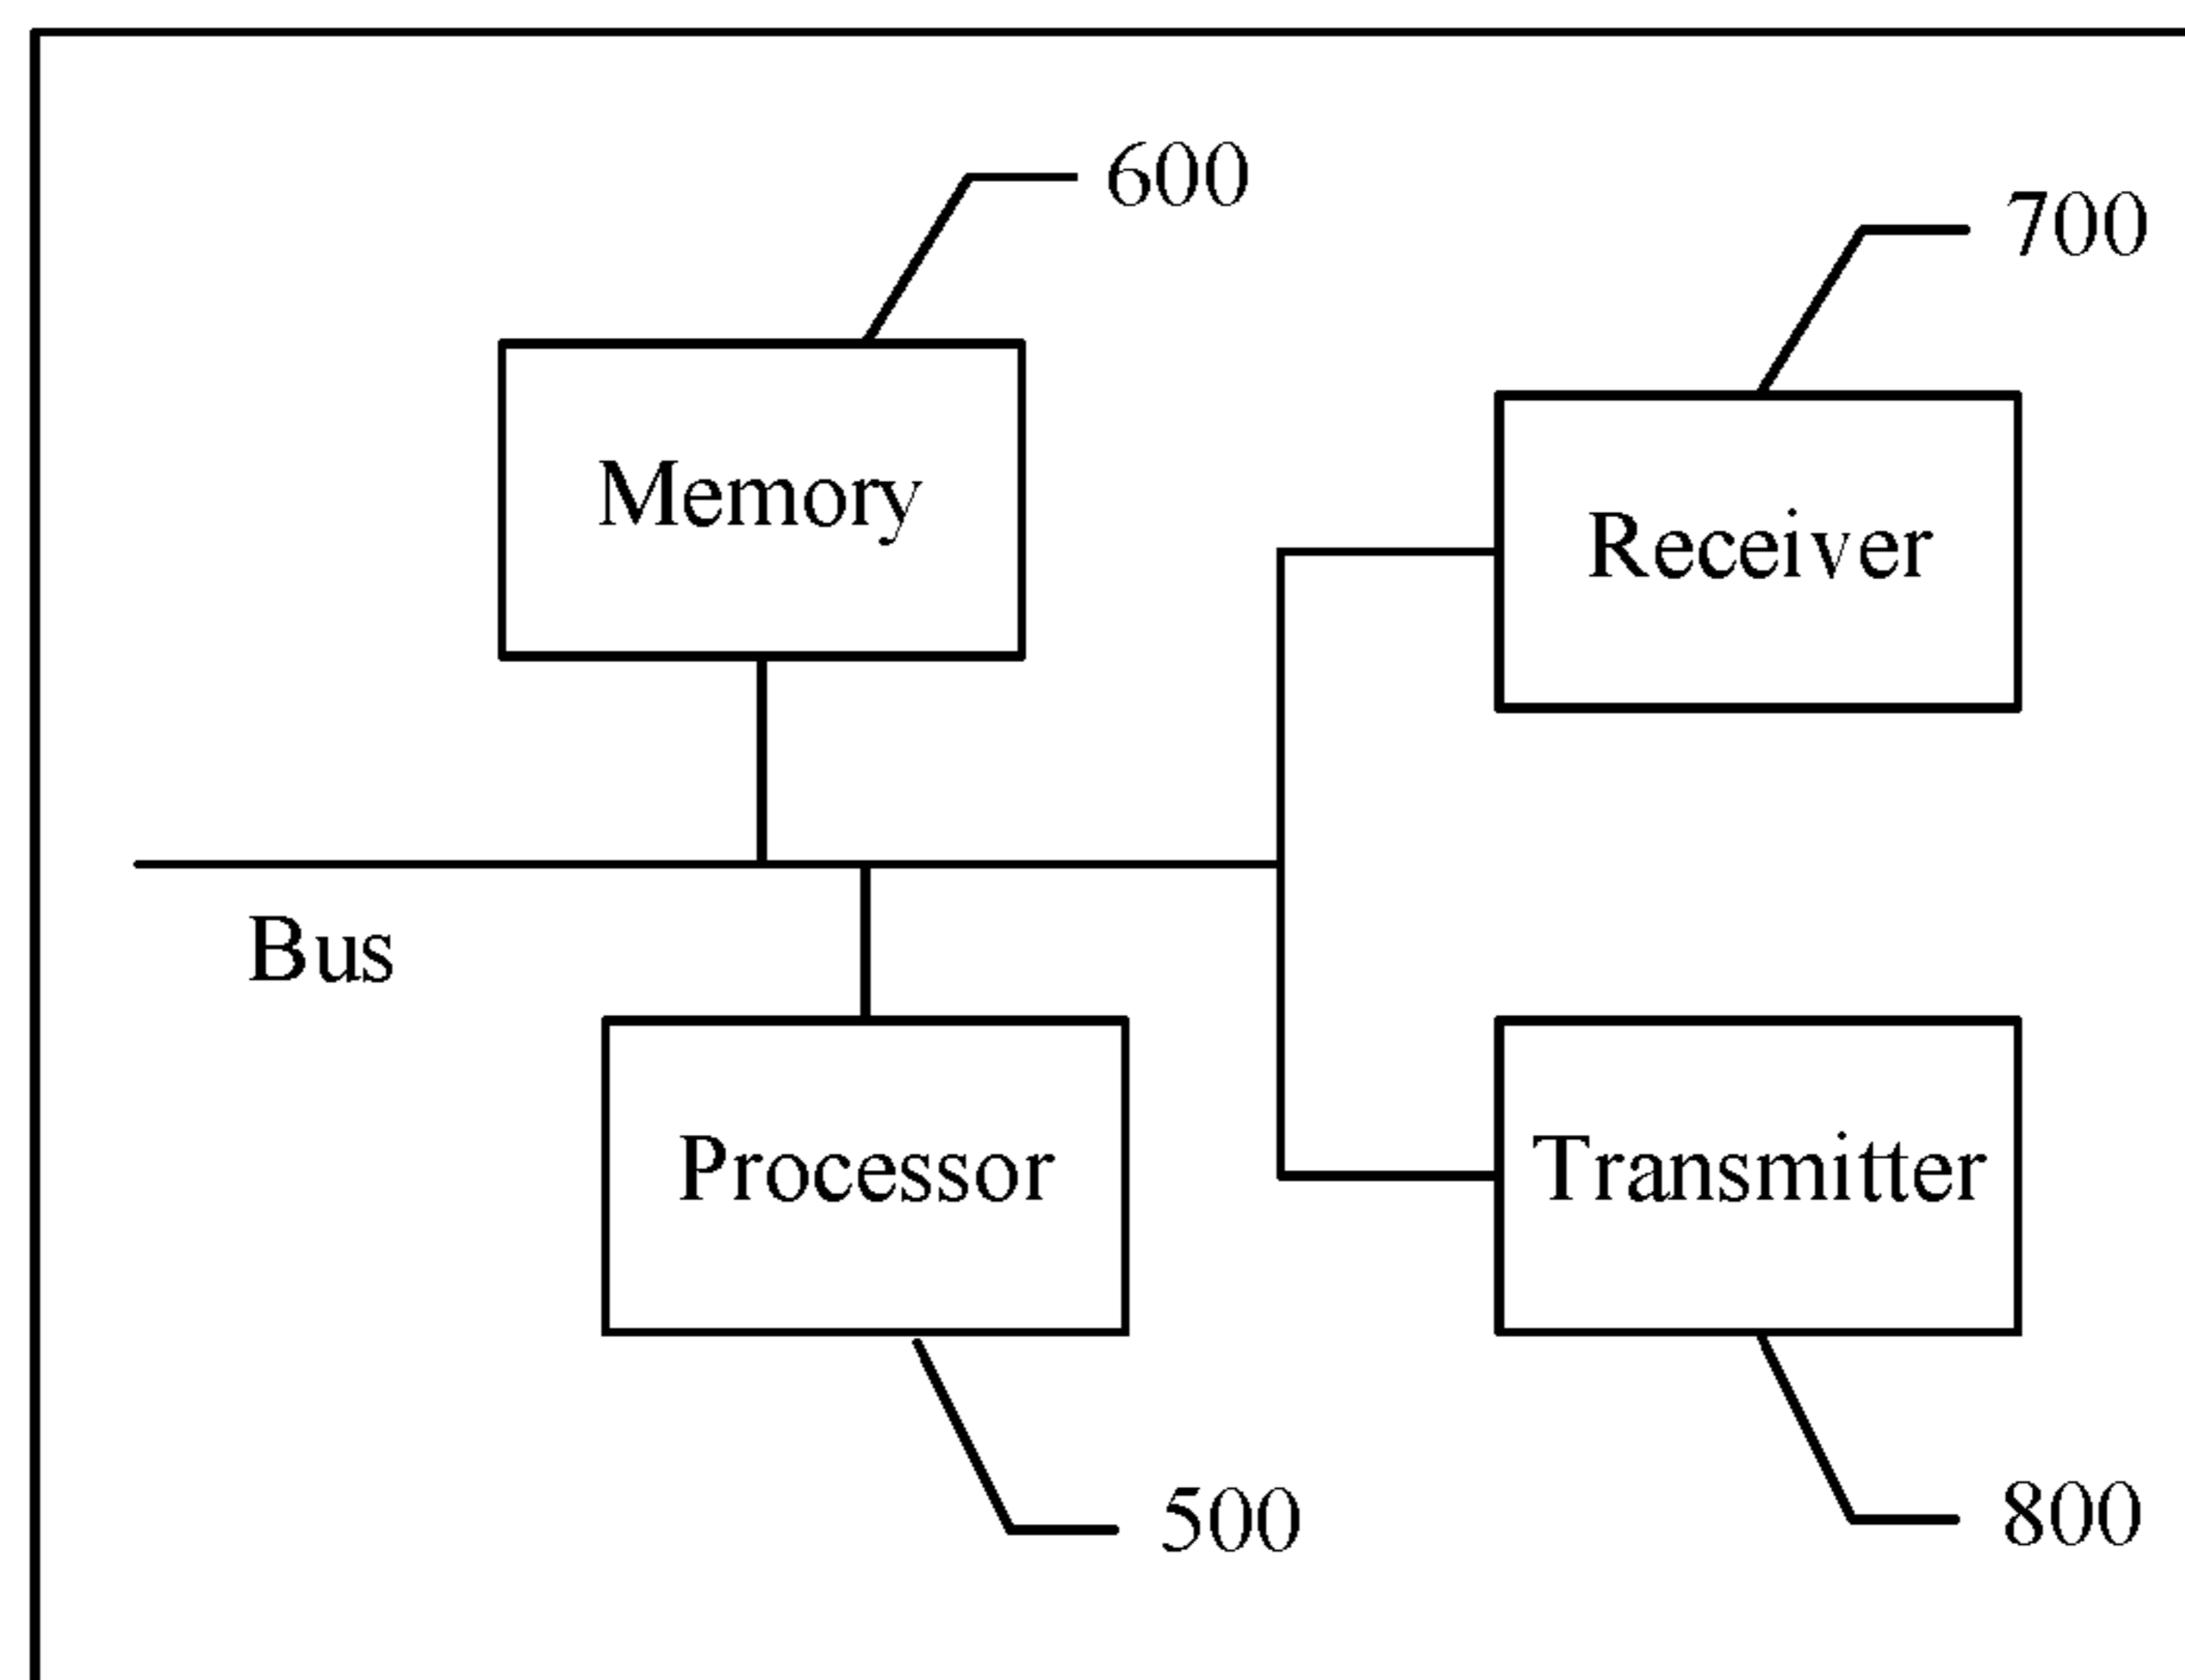 600
700
Memory
Receiver
Bus
Processor
Transmitter
500
800